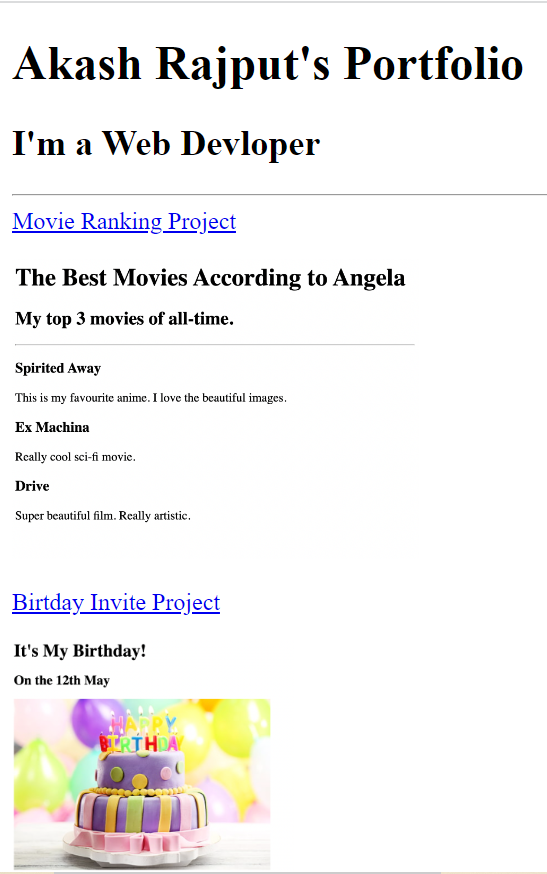 Akash Rajput's Portfolio
I'm a Web Devloper
Movie Ranking Project
The Best Movies According to Angela
My top 3 movies of all-time.
Spirited Away
This is my favourite anime. I love the beautiful images.
Ex Machina
Really cool sci-fi movie.
Drive
Super beautiful film. Really artistic.
Birtday Invite Project
It's My Birthday!
On the 12th May
HAPPY
BIRTHDAY